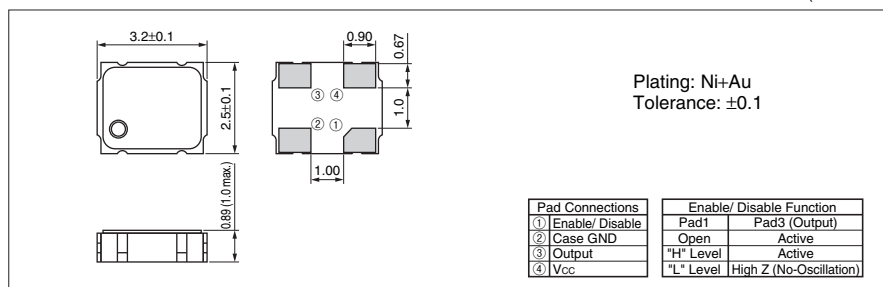 3.2±0.1
0.90
0.67
2.5±0.1
③ ④
1.0
② ①
1.00
0.89 (1.0 max.)
Plating: Ni+Au
Tolerance: ±0.1
Pad Connections
① Enable/ Disable
② Case GND
③ Output
④ Vcc
Enable/ Disable Function
Pad1 Pad3 (Output)
Open Active
"H" Level Active
"L" Level High Z (No-Oscillation)